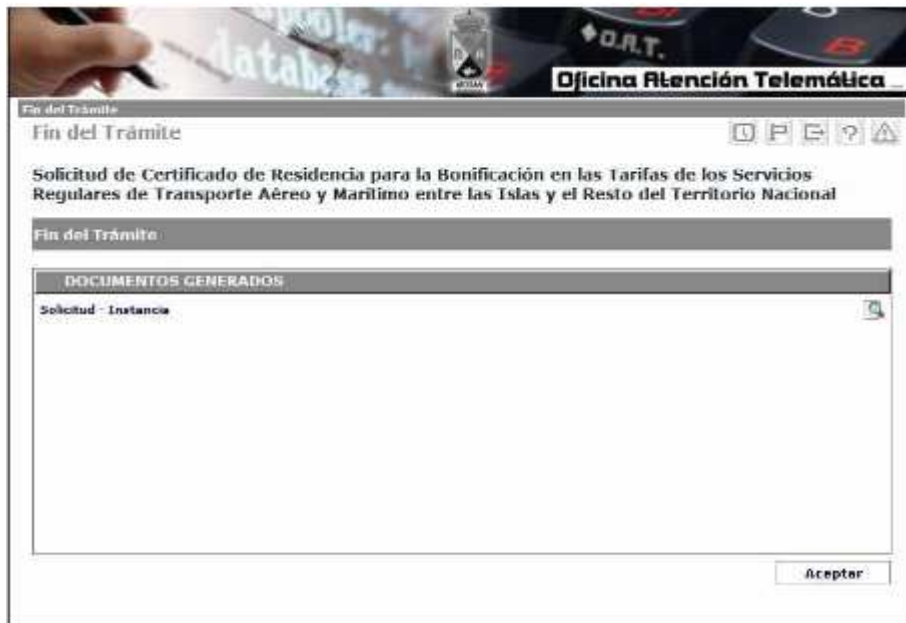 database
O.A.T.
Oficina Atención Telemática
Fin del Trámite
Fin del Trámite
Solicitud de Certificado de Residencia para la Bonificación en las Tarifas de los Servicios
Regulares de Transporte Aéreo y Marítimo entre las Islas y el Resto del Territorio Nacional
Fin del Trámite
DOCUMENTOS GENERADOS
Solicitud - Instancia
Aceptar